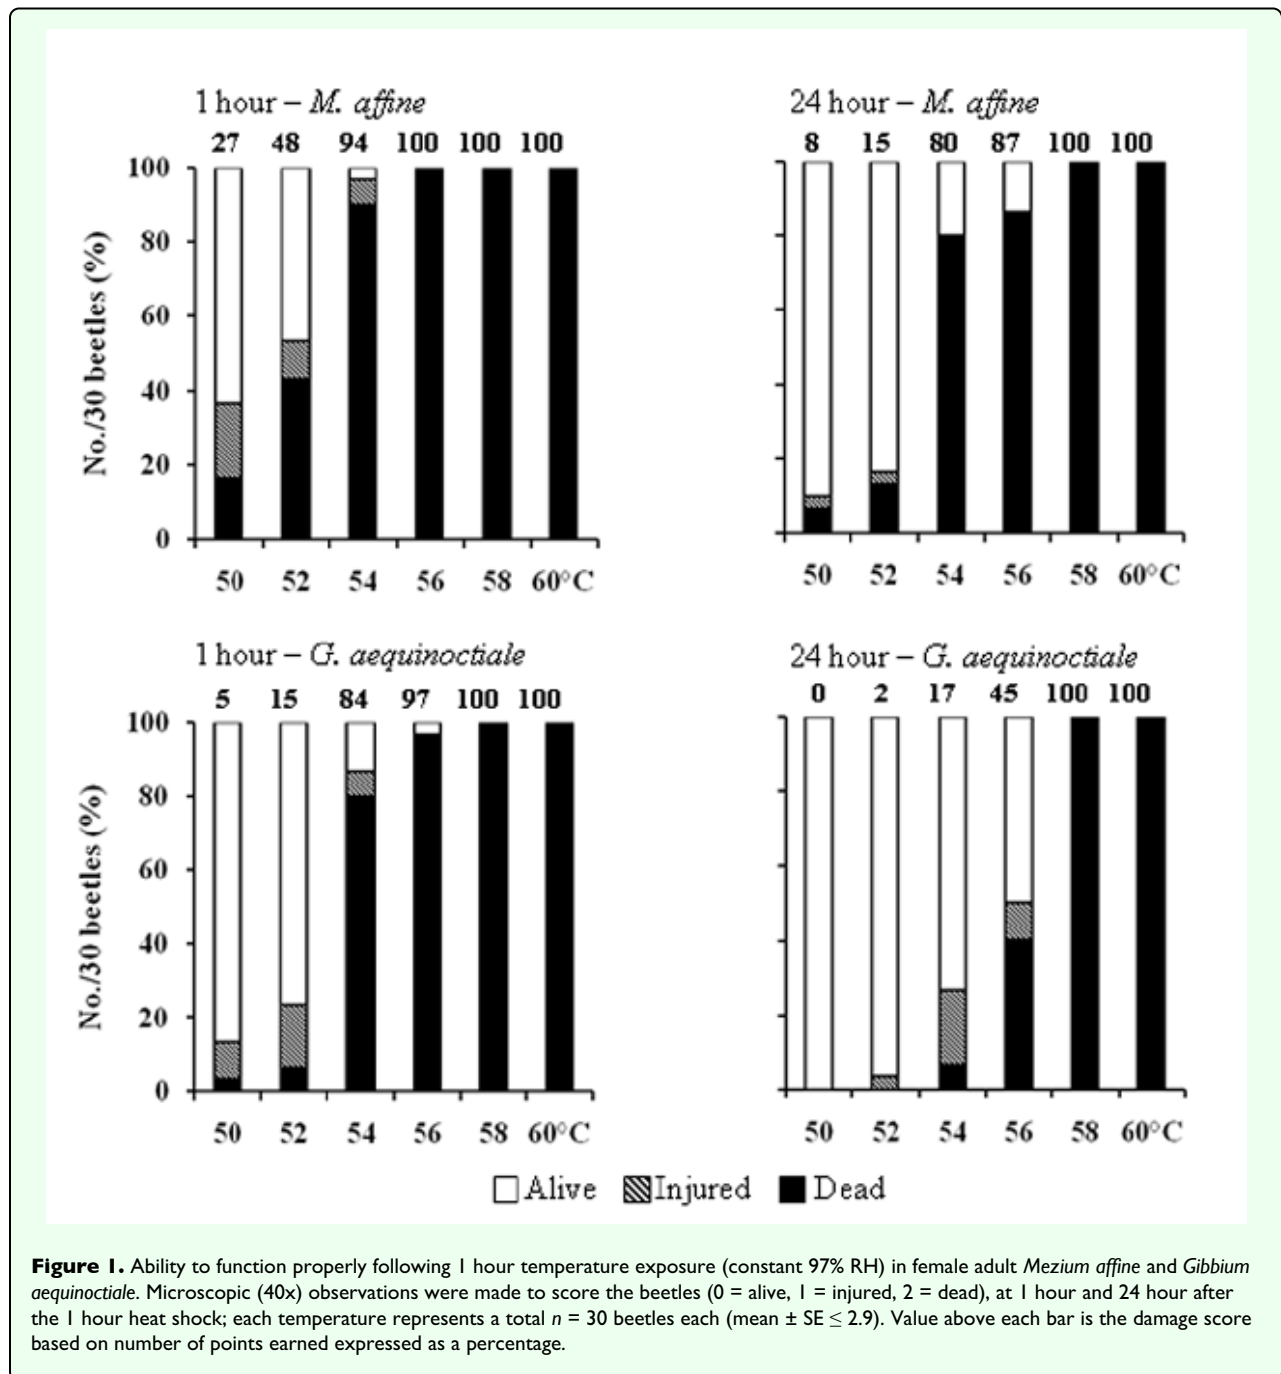 1 hour – M. affine
27 48 94 100 100 100
100
80
60
40
20
0
No./30 beetles (%)
50 52 54 56 58 60°C
24 hour – M. affine
8 15 80 87 100 100
50 52 54 56 58 60°C
1 hour – G. aequinoctiale
5 15 84 97 100 100
100
80
60
40
20
0
No./30 beetles (%)
50 52 54 56 58 60°C
24 hour – G. aequinoctiale
0 2 17 45 100 100
50 52 54 56 58 60°C
Alive Injured Dead
Figure 1. Ability to function properly following 1 hour temperature exposure (constant 97% RH) in female adult Mezium affine and Gibbium
aequinoctiale. Microscopic (40x) observations were made to score the beetles (0 = alive, 1 = injured, 2 = dead), at 1 hour and 24 hour after
the 1 hour heat shock; each temperature represents a total n = 30 beetles each (mean ± SE ≤ 2.9). Value above each bar is the damage score
based on number of points earned expressed as a percentage.